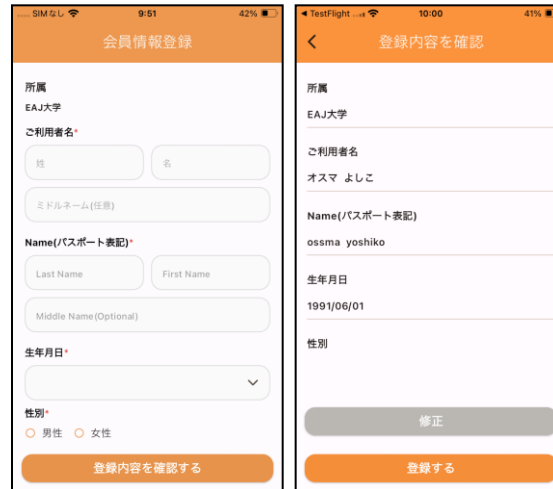 SIMなし 9:51 42%
会員情報登録
所属
EAJ大学
ご利用者名*
姓 名
ミドルネーム(任意)
Name(パスポート表記)*
Last Name First Name
Middle Name(Optional)
生年月日*
性別*
男性 女性
登録内容を確認する
TestFlight 10:00 41%
登録内容を確認
所属
EAJ大学
ご利用者名
オスマ よしこ
Name(パスポート表記)
ossma yoshiko
生年月日
1991/06/01
性別
修正
登録する